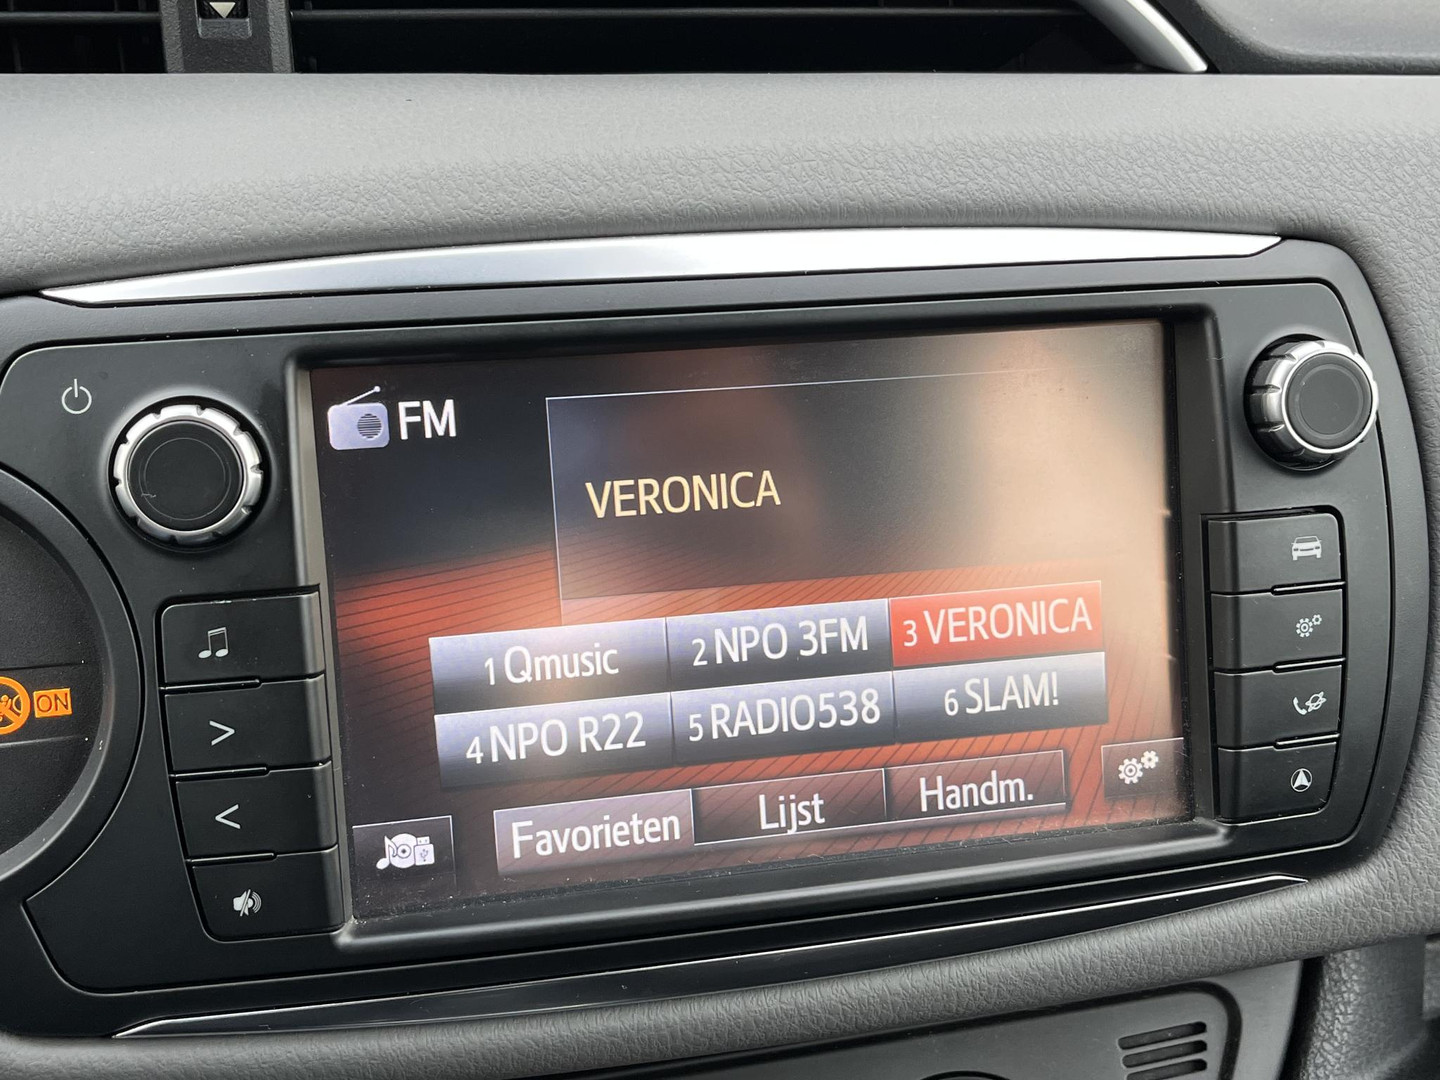 FM
VERONICA
1 Qmusic
2 NPO 3FM
3 VERONICA
4 NPO R22
5 RADIO538
6 SLAM!
Favorieten
Lijst
Handm.
ON